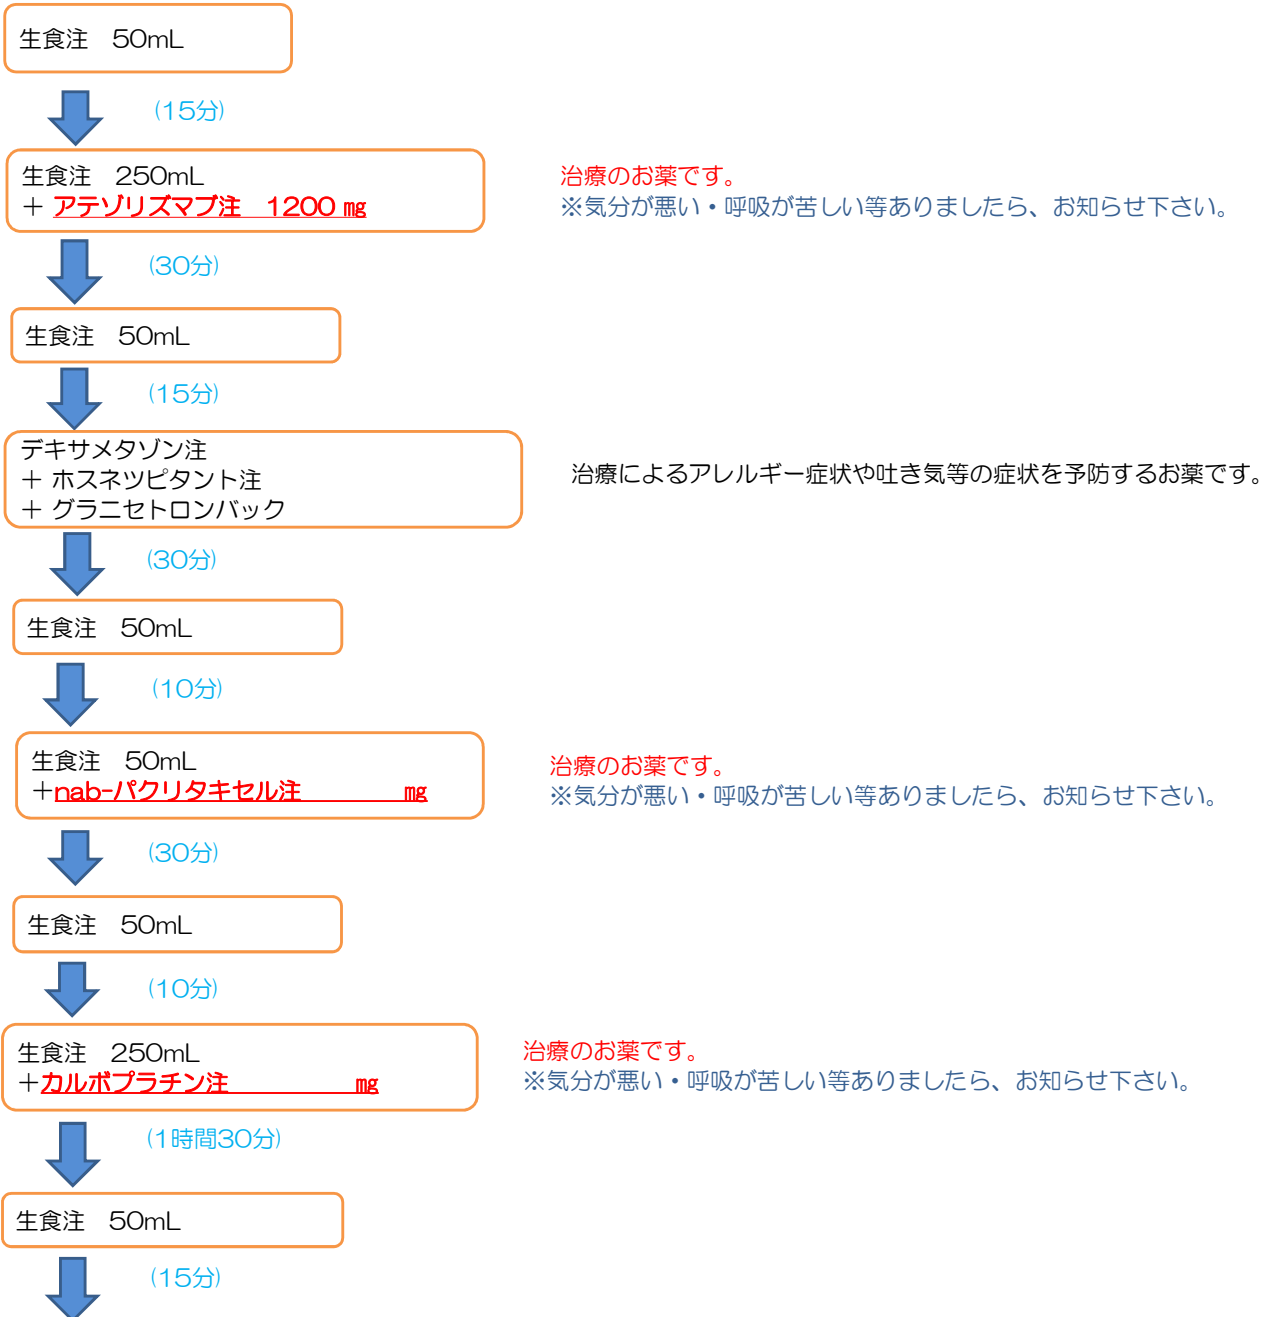 生食注　50mL
(15分)
生食注　250mL
＋ アテゾリズマブ注　1200 ㎎
治療のお薬です。
※気分が悪い・呼吸が苦しい等ありましたら、お知らせ下さい。
(30分)
生食注　50mL
(15分)
デキサメタゾン注
＋ ホスネツピタント注
＋ グラニセトロンバック
治療によるアレルギー症状や吐き気等の症状を予防するお薬です。
(30分)
生食注　50mL
(10分)
生食注　50mL
＋nab-パクリタキセル注　　　　　㎎
治療のお薬です。
※気分が悪い・呼吸が苦しい等ありましたら、お知らせ下さい。
(30分)
生食注　50mL
(10分)
生食注　250mL
＋カルボプラチン注　　　　　　㎎
治療のお薬です。
※気分が悪い・呼吸が苦しい等ありましたら、お知らせ下さい。
(1時間30分)
生食注　50mL
(15分)